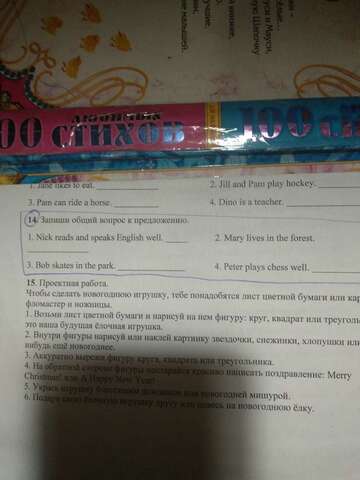 100 СТИХОВ
1. Jane likes to eat. 2. Jill and Pam play hockey.
3. Pam can ride a horse. 4. Dino is a teacher.
14. Запиши общий вопрос к предложению.
1. Nick reads and speaks English well. 2. Mary lives in the forest.
3. Bob skates in the park. 4. Peter plays chess well.
15. Проектная работа.
Чтобы сделать новогоднюю игрушку, тебе понадобятся лист цветной бумаги или кар
фломастер и ножницы.
1. Возьми лист цветной бумаги и нарисуй на нем фигуру: круг, квадрат или треуголь
это наша будущая ёлочная игрушка.
2. Внутри фигуры нарисуй или наклей картинку звездочки, снежинки, хлопушки или
нибудь ещё новогоднее.
3. Аккуратно вырежи фигуру круга, квадрата или треугольника.
4. На обратной стороне фигуры постарайся красиво написать поздравление: Merry
Christmas! или A Happy New Year!
5. Укрась игрушку блестящим дождиком или новогодней мишурой.
6. Подари свою ёлочную игрушку другу или повесь на новогоднюю ёлку.